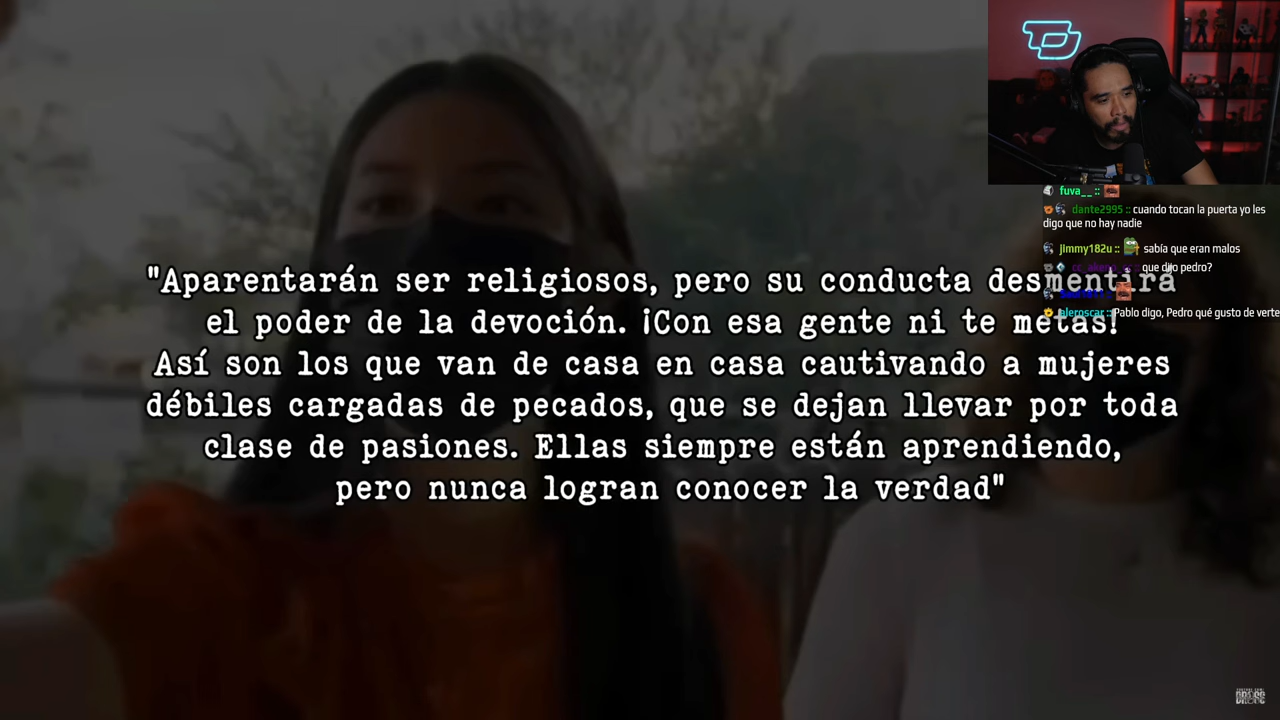 "Aparentarán ser religiosos, pero su conducta desmentirá
el poder de la devoción. ¡Con esa gente ni te metas!
Así son los que van de casa en casa cautivando a mujeres
débiles cargadas de pecados, que se dejan llevar por toda
clase de pasiones. Ellas siempre están aprendiendo,
pero nunca logran conocer la verdad"
fuva__ ::
dante2995 :: cuando tocan la puerta yo les
digo que no hay nadie
jimmy182u :: sabía que eran malos
que dijo pedro?
aleroscar :: Pablo digo, Pedro qué gusto de verte
DROSS